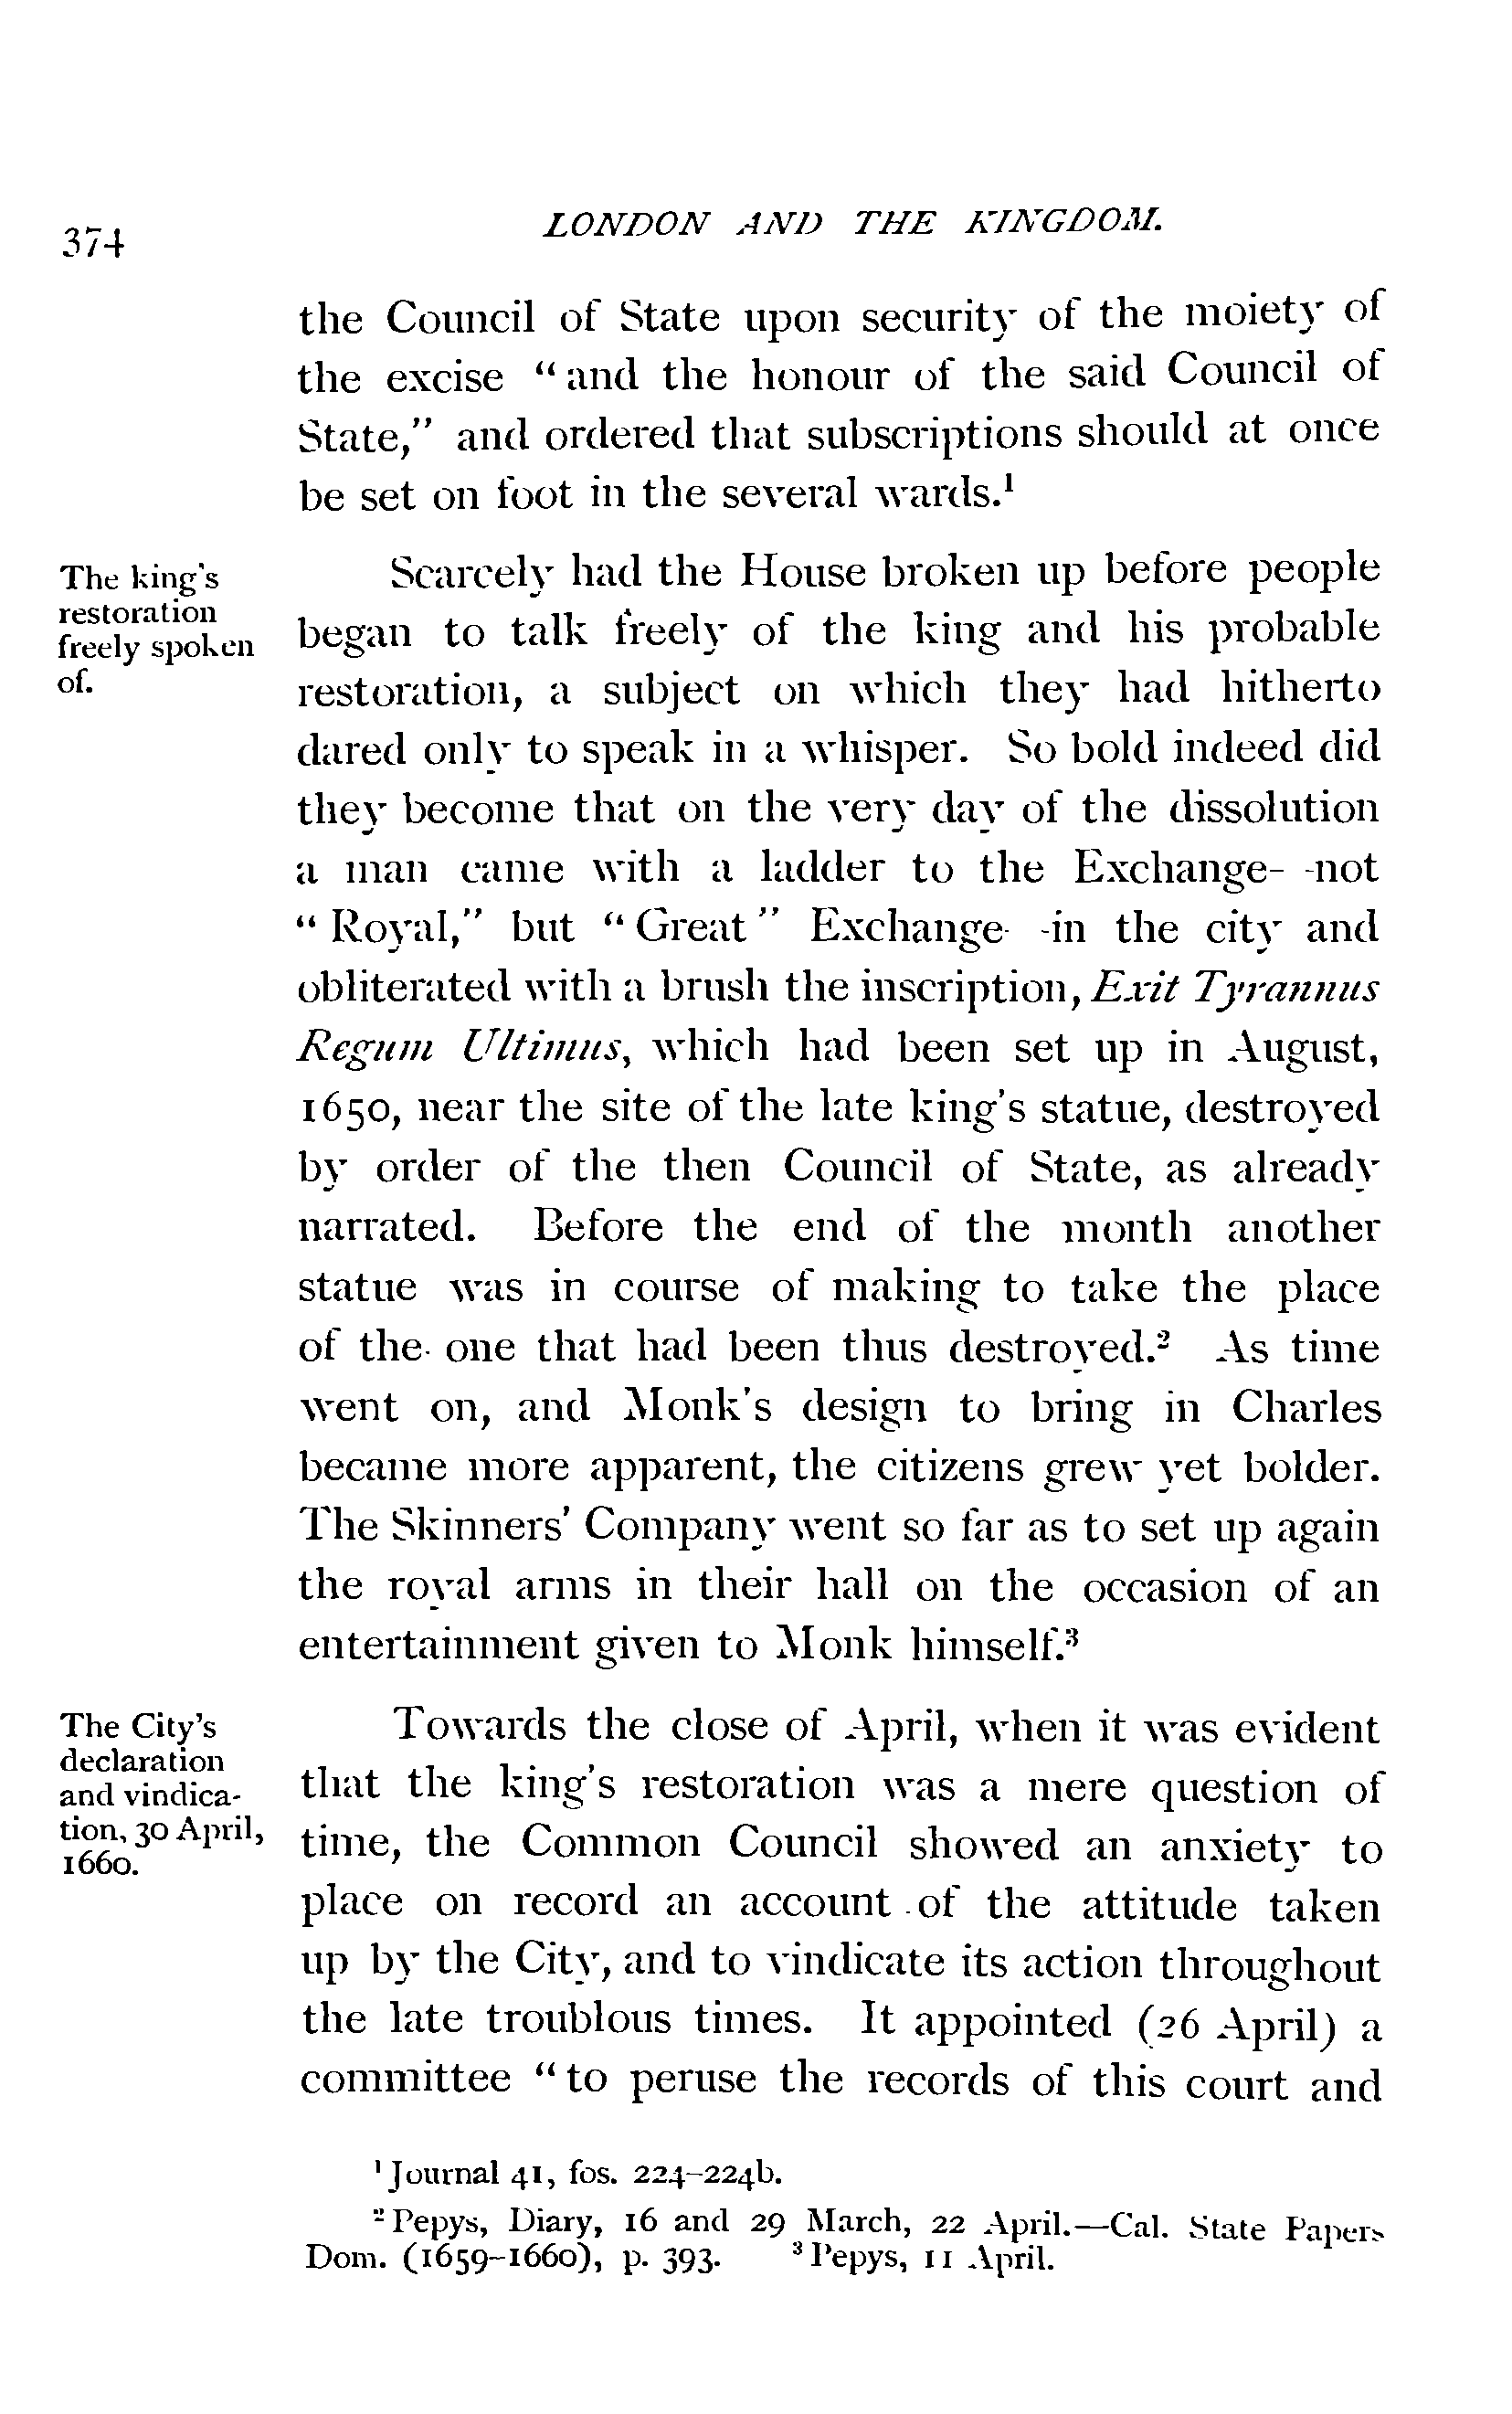 374
LONDON AND THE KINGDOM.
the Council of State upon security of the moiety of
the excise “and the honour of the said Council of
State,” and ordered that subscriptions should at once
be set on foot in the several wards.¹
The king's
restoration
freely spoken
of.
Scarcely had the House broken up before people
began to talk freely of the king and his probable
restoration, a subject on which they had hitherto
dared only to speak in a whisper. So bold indeed did
they become that on the very day of the dissolution
a man came with a ladder to the Exchange—not
“Royal,” but “Great” Exchange—in the city and
obliterated with a brush the inscription, Exit Tyrannus
Regum Ultimus, which had been set up in August,
1650, near the site of the late king's statue, destroyed
by order of the then Council of State, as already
narrated. Before the end of the month another
statue was in course of making to take the place
of the one that had been thus destroyed.² As time
went on, and Monk's design to bring in Charles
became more apparent, the citizens grew yet bolder.
The Skinners' Company went so far as to set up again
the royal arms in their hall on the occasion of an
entertainment given to Monk himself.³
The City's
declaration
and vindica-
tion, 30 April,
1660.
Towards the close of April, when it was evident
that the king's restoration was a mere question of
time, the Common Council showed an anxiety to
place on record an account of the attitude taken
up by the City, and to vindicate its action throughout
the late troublous times. It appointed (26 April) a
committee “to peruse the records of this court and
¹ Journal 41, fos. 224–224b.
² Pepys, Diary, 16 and 29 March, 22 April.—Cal. State Papers
Dom. (1659–1660), p. 393. ³ Pepys, 11 April.